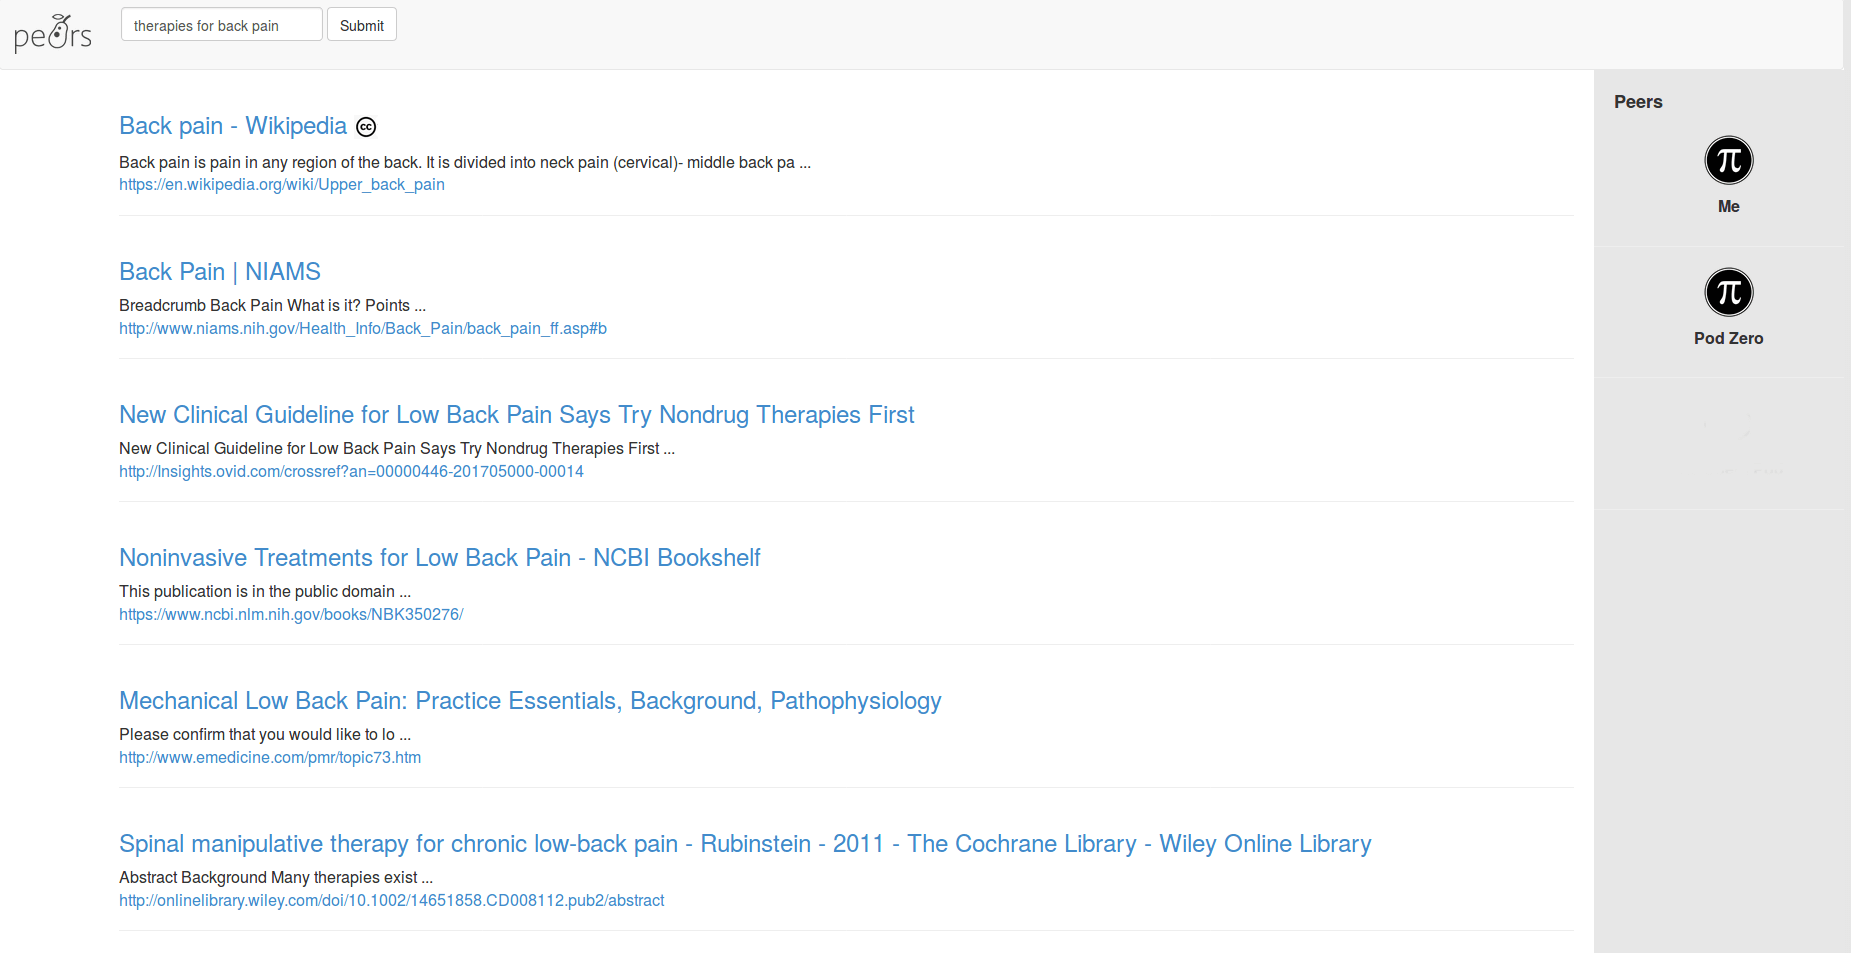 pears
therapies for back pain
Submit
Back pain - Wikipedia cc
Back pain is pain in any region of the back. It is divided into neck pain (cervical)- middle back pa ...
https://en.wikipedia.org/wiki/Upper_back_pain
Back Pain | NIAMS
Breadcrumb Back Pain What is it? Points ...
http://www.niams.nih.gov/Health_Info/Back_Pain/back_pain_ff.asp#b
New Clinical Guideline for Low Back Pain Says Try Nondrug Therapies First
New Clinical Guideline for Low Back Pain Says Try Nondrug Therapies First ...
http://Insights.ovid.com/crossref?an=00000446-201705000-00014
Noninvasive Treatments for Low Back Pain - NCBI Bookshelf
This publication is in the public domain ...
https://www.ncbi.nlm.nih.gov/books/NBK350276/
Mechanical Low Back Pain: Practice Essentials, Background, Pathophysiology
Please confirm that you would like to lo ...
http://www.emedicine.com/pmr/topic73.htm
Spinal manipulative therapy for chronic low-back pain - Rubinstein - 2011 - The Cochrane Library - Wiley Online Library
Abstract Background Many therapies exist ...
http://onlinelibrary.wiley.com/doi/10.1002/14651858.CD008112.pub2/abstract
Peers
π
Me
π
Pod Zero